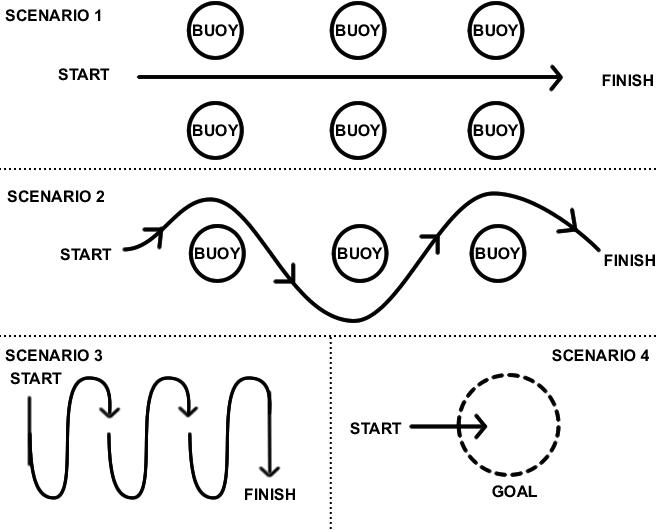 SCENARIO 1
BUOY BUOY BUOY
START
FINISH
BUOY BUOY BUOY
SCENARIO 2
START
BUOY BUOY BUOY
FINISH
SCENARIO 3
START
FINISH
SCENARIO 4
START
GOAL